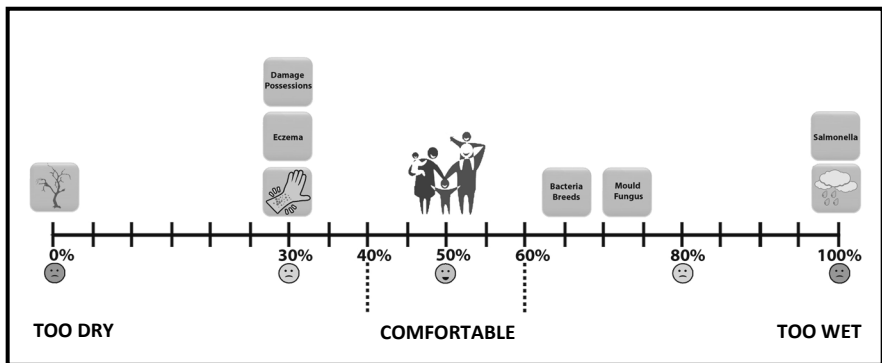 Damage
Possessions
Eczema
Salmonella
Bacteria
Breeds
Mould
Fungus
0%
30%
40%
50%
60%
80%
100%
TOO DRY
COMFORTABLE
TOO WET